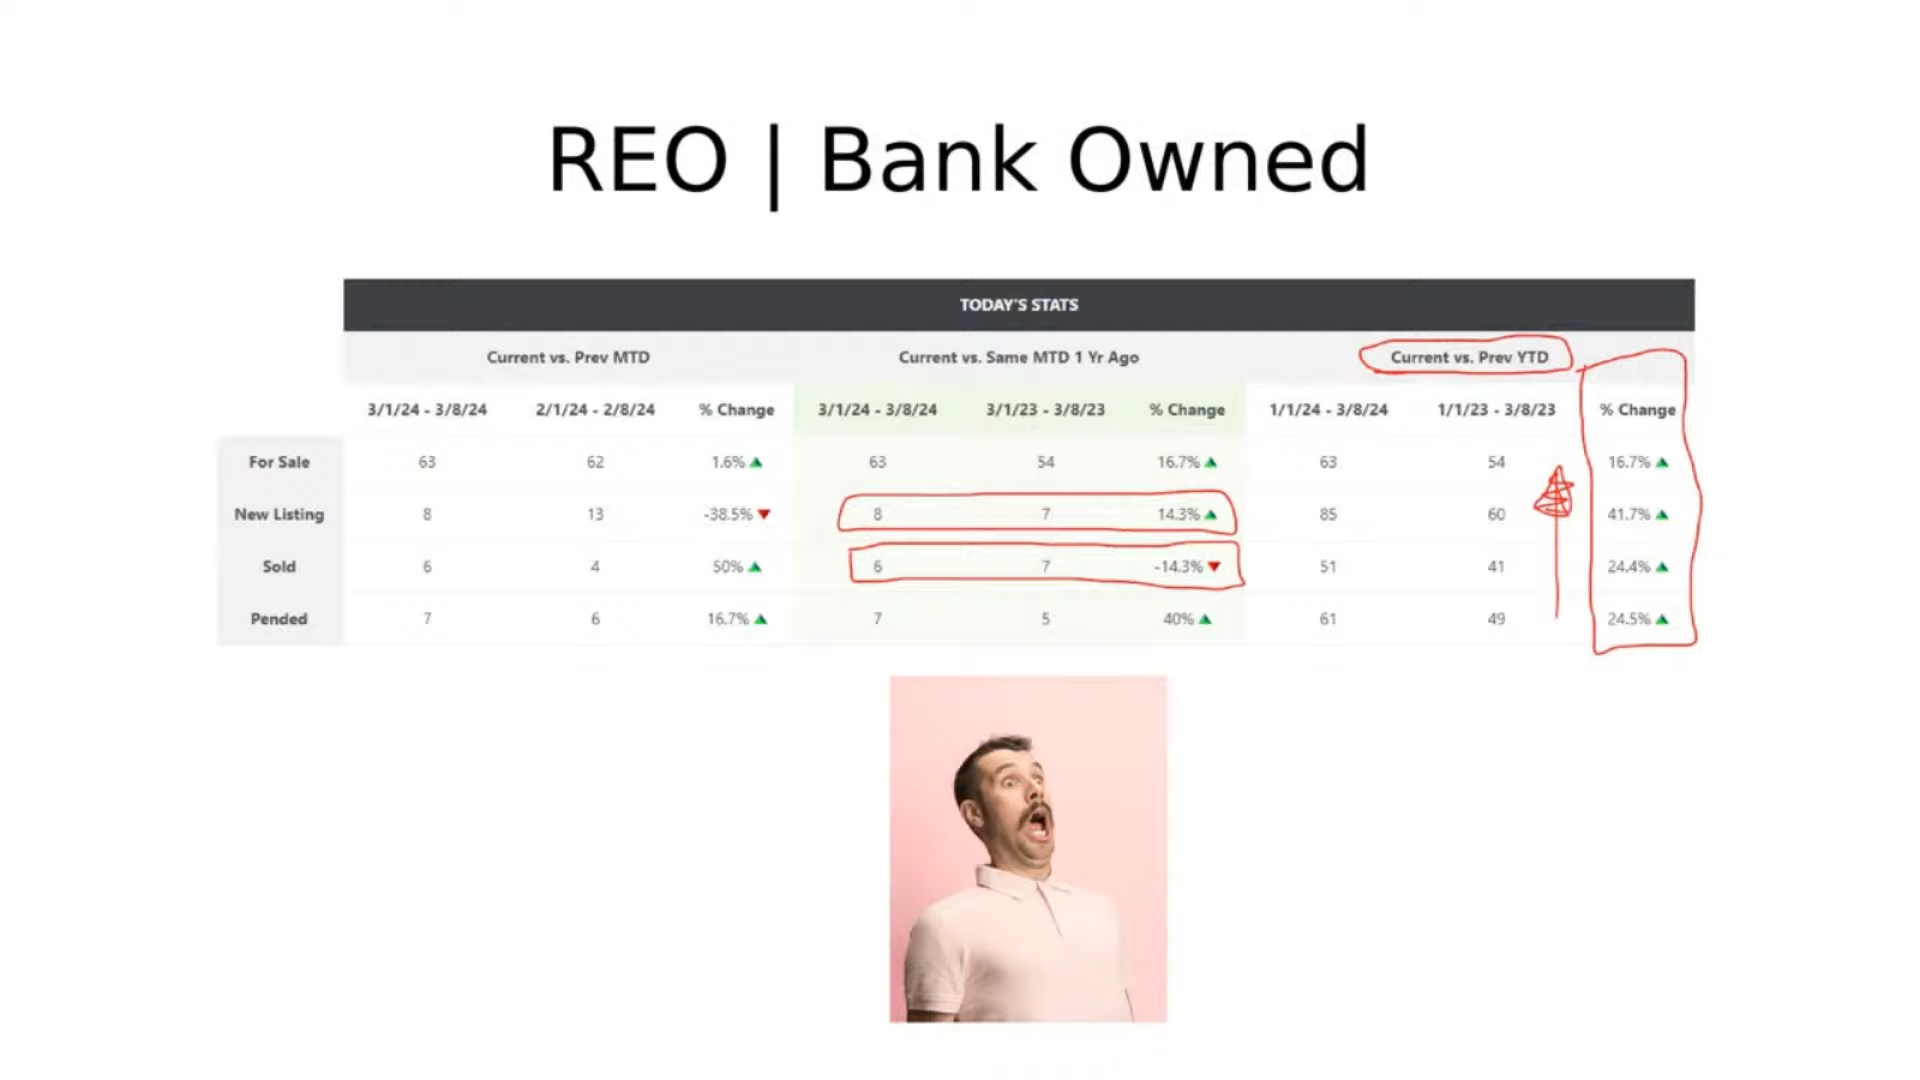 REO | Bank Owned
TODAY'S STATS
Current vs. Prev MTD Current vs. Same MTD 1 Yr Ago Current vs. Prev YTD
3/1/24 - 3/8/24 2/1/24 - 2/8/24 % Change 3/1/24 - 3/8/24 3/1/23 - 3/8/23 % Change 1/1/24 - 3/8/24 1/1/23 - 3/8/23 % Change
For Sale 63 62 1.6% 63 54 16.7% 63 54 16.7%
New Listing 8 13 -38.5% 8 7 14.3% 85 60 41.7%
Sold 6 4 50% 6 7 -14.3% 51 41 24.4%
Pended 7 6 16.7% 7 5 40% 61 49 24.5%